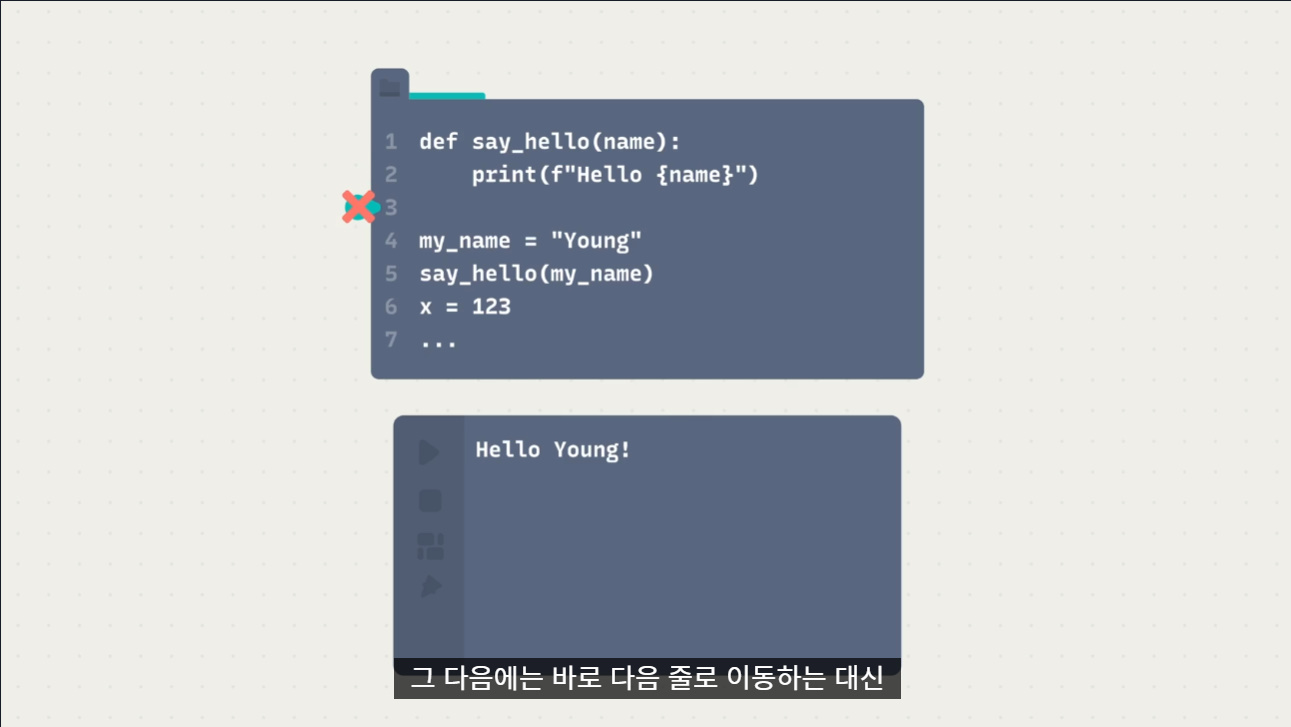 1 def say_hello(name):
2     print(f"Hello {name}")
3
4 my_name = "Young"
5 say_hello(my_name)
6 x = 123
7 ...
Hello Young!
그 다음에는 바로 다음 줄로 이동하는 대신